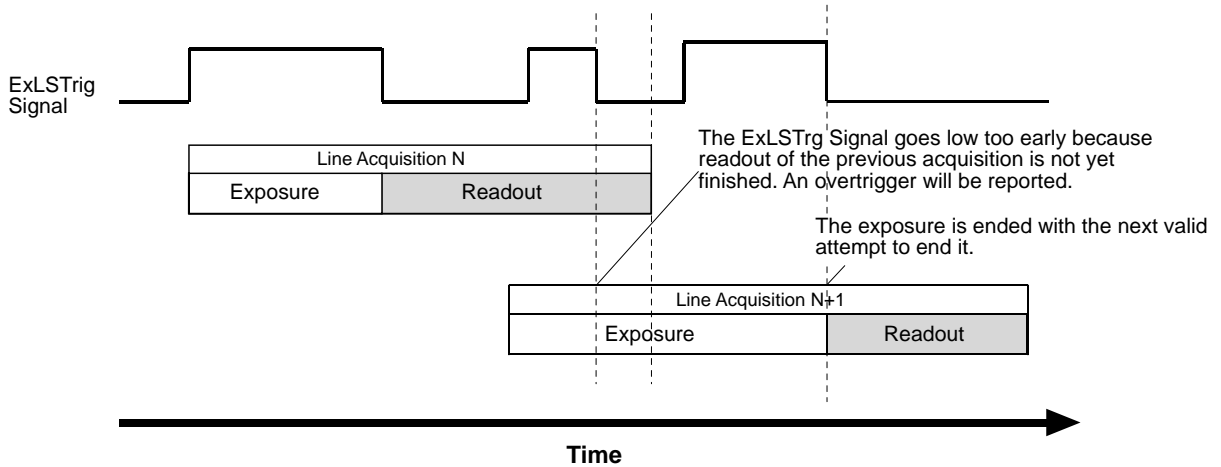 ExLSTrig
Signal
Line Acquisition N
Exposure
Readout
The ExLSTrg Signal goes low too early because
readout of the previous acquisition is not yet
finished. An overtrigger will be reported.
The exposure is ended with the next valid
attempt to end it.
Line Acquisition N+1
Exposure
Readout
Time